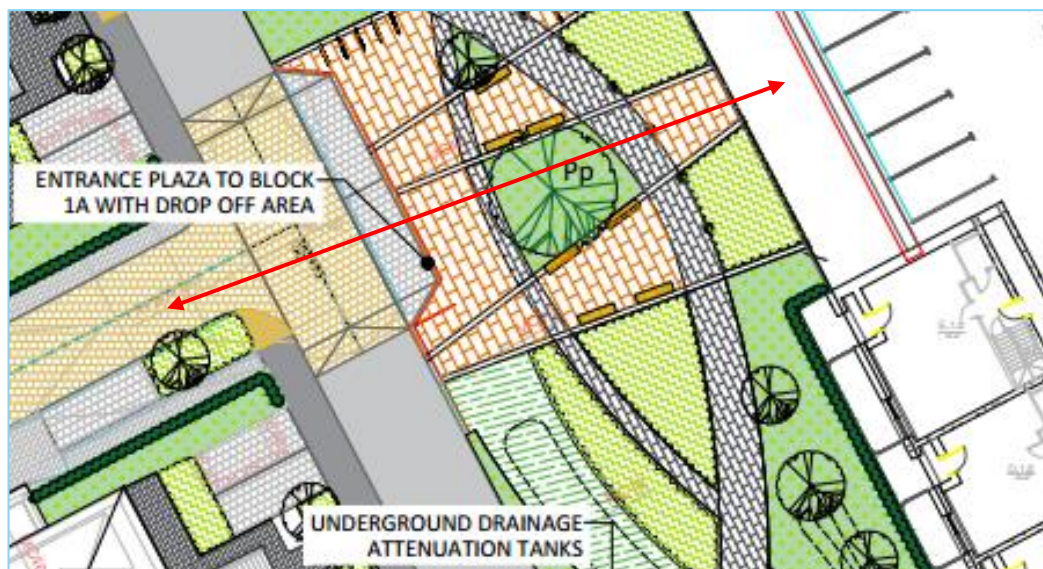 Pp
ENTRANCE PLAZA TO BLOCK
1A WITH DROP OFF AREA
UNDERGROUND DRAINAGE
ATTENUATION TANKS